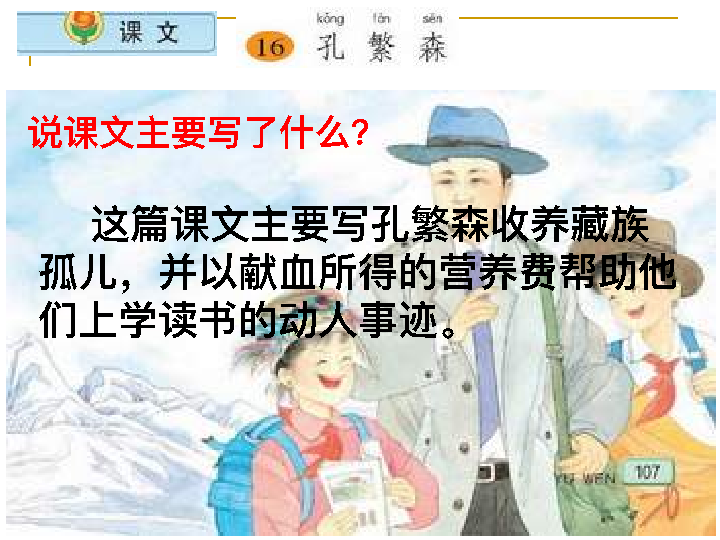 课文
kǒng fán sēn
16 孔繁森
说课文主要写了什么?
这篇课文主要写孔繁森收养藏族
孤儿，并以献血所得的营养费帮助他
们上学读书的动人事迹。
YU WEN 107